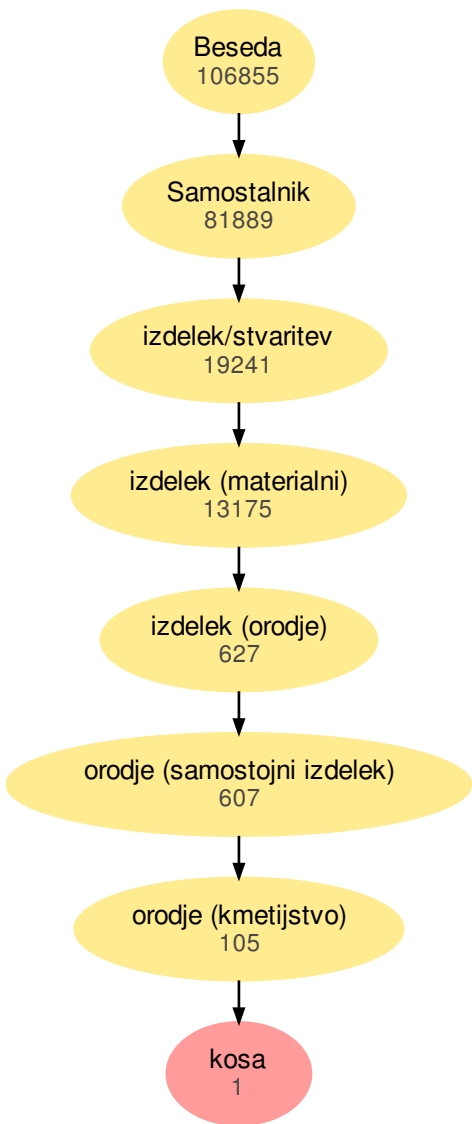 Beseda
106855
Samostalnik
81889
izdelek/stvaritev
19241
izdelek (materialni)
13175
izdelek (orodje)
627
orodje (samostojni izdelek)
607
orodje (kmetijstvo)
105
kosa
1